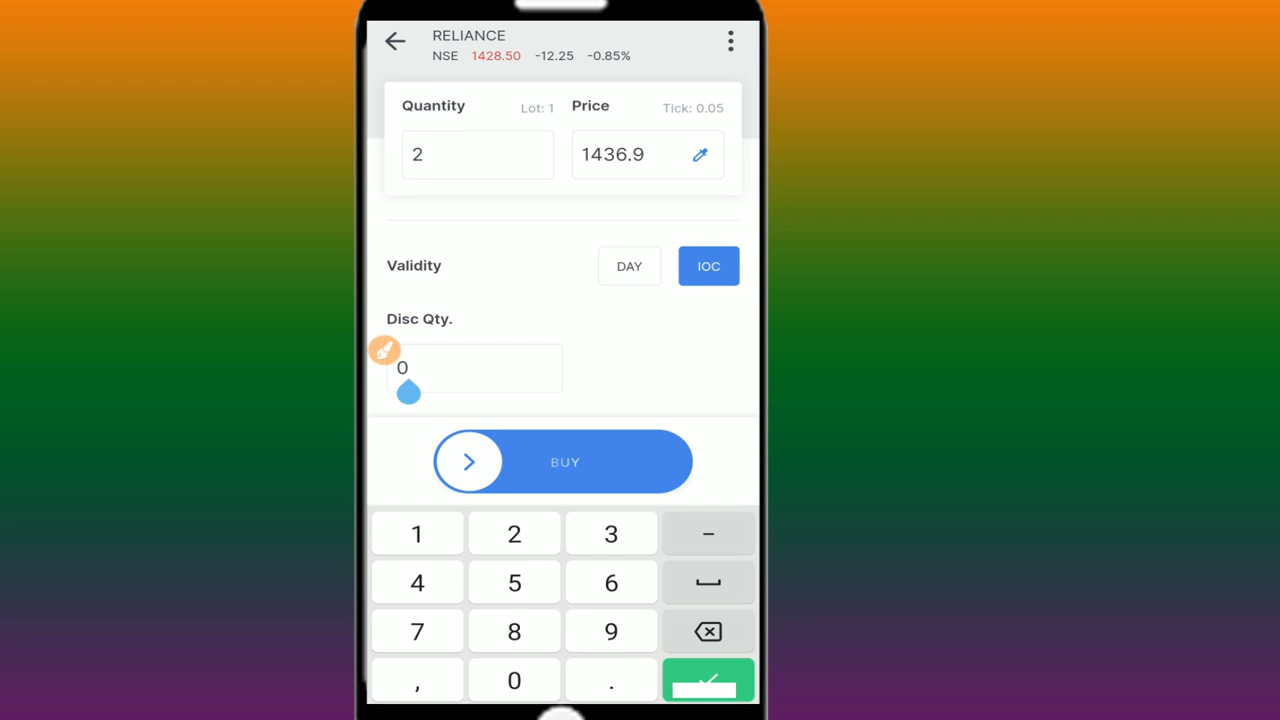 RELIANCE
NSE 1428.50 -12.25 -0.85%
Quantity Lot: 1 Price Tick: 0.05
2 1436.9
Validity DAY IOC
Disc Qty.
0
BUY
1 2 3 -
4 5 6
7 8 9
, 0 .